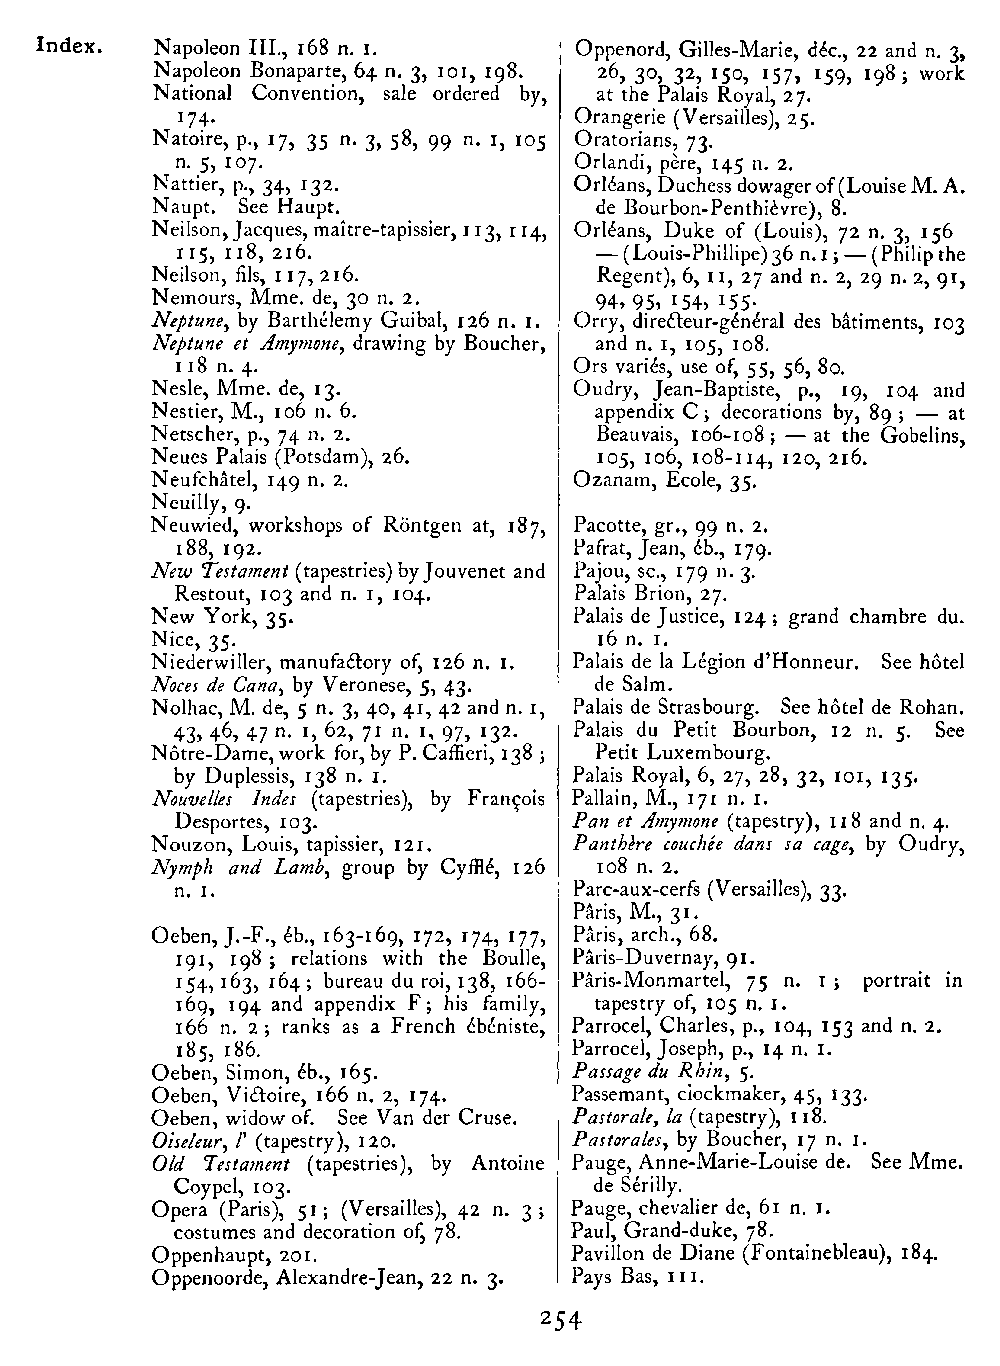 Index.
Napoleon III., 168 n. 1.
Napoleon Bonaparte, 64 n. 3, 101, 198.
National Convention, sale ordered by,
174.
Natoire, p., 17, 35 n. 3, 58, 99 n. 1, 105
n. 5, 107.
Nattier, p., 34, 132.
Naupt. See Haupt.
Neilson, Jacques, maître-tapissier, 113, 114,
115, 118, 216.
Neilson, fils, 117, 216.
Nemours, Mme. de, 30 n. 2.
Neptune, by Barthélemy Guibal, 126 n. 1.
Neptune et Amymone, drawing by Boucher,
118 n. 4.
Nesle, Mme. de, 13.
Nestier, M., 106 n. 6.
Netscher, p., 74 n. 2.
Neues Palais (Potsdam), 26.
Neufchâtel, 149 n. 2.
Neuilly, 9.
Neuwied, workshops of Röntgen at, 187,
188, 192.
New Testament (tapestries) by Jouvenet and
Restout, 103 and n. 1, 104.
New York, 35.
Nice, 35.
Niederwiller, manufactory of, 126 n. 1.
Noces de Cana, by Veronese, 5, 43.
Nolhac, M. de, 5 n. 3, 40, 41, 42 and n. 1,
43, 46, 47 n. 1, 62, 71 n. 1, 97, 132.
Nôtre-Dame, work for, by P. Caffieri, 138 ;
by Duplessis, 138 n. 1.
Nouvelles Indes (tapestries), by François
Desportes, 103.
Nouzon, Louis, tapissier, 121.
Nymph and Lamb, group by Cyfflé, 126
n. 1.
Oeben, J.-F., éb., 163-169, 172, 174, 177,
191, 198 ; relations with the Boulle,
154, 163, 164 ; bureau du roi, 138, 166-
169, 194 and appendix F ; his family,
166 n. 2 ; ranks as a French ébéniste,
185, 186.
Oeben, Simon, éb., 165.
Oeben, Victoire, 166 n. 2, 174.
Oeben, widow of. See Van der Cruse.
Oiseleur, l' (tapestry), 120.
Old Testament (tapestries), by Antoine
Coypel, 103.
Opera (Paris), 51 ; (Versailles), 42 n. 3 ;
costumes and decoration of, 78.
Oppenhaupt, 201.
Oppenoorde, Alexandre-Jean, 22 n. 3.
Oppenord, Gilles-Marie, déc., 22 and n. 3,
26, 30, 32, 150, 157, 159, 198 ; work
at the Palais Royal, 27.
Orangerie (Versailles), 25.
Oratorians, 73.
Orlandi, père, 145 n. 2.
Orléans, Duchess dowager of (Louise M. A.
de Bourbon-Penthièvre), 8.
Orléans, Duke of (Louis), 72 n. 3, 156
— (Louis-Phillipe) 36 n. 1 ; — (Philip the
Regent), 6, 11, 27 and n. 2, 29 n. 2, 91,
94, 95, 154, 155.
Orry, directeur-général des bâtiments, 103
and n. 1, 105, 108.
Ors variés, use of, 55, 56, 80.
Oudry, Jean-Baptiste, p., 19, 104 and
appendix C ; decorations by, 89 ; — at
Beauvais, 106-108 ; — at the Gobelins,
105, 106, 108-114, 120, 216.
Ozanam, Ecole, 35.
Pacotte, gr., 99 n. 2.
Pafrat, Jean, éb., 179.
Pajou, sc., 179 n. 3.
Palais Brion, 27.
Palais de Justice, 124 ; grand chambre du.
16 n. 1.
Palais de la Légion d'Honneur. See hôtel
de Salm.
Palais de Strasbourg. See hôtel de Rohan.
Palais du Petit Bourbon, 12 n. 5. See
Petit Luxembourg.
Palais Royal, 6, 27, 28, 32, 101, 135.
Pallain, M., 171 n. 1.
Pan et Amymone (tapestry), 118 and n. 4.
Panthère couchée dans sa cage, by Oudry,
108 n. 2.
Parc-aux-cerfs (Versailles), 33.
Pâris, M., 31.
Pâris, arch., 68.
Pâris-Duvernay, 91.
Pâris-Monmartel, 75 n. 1 ; portrait in
tapestry of, 105 n. 1.
Parrocel, Charles, p., 104, 153 and n. 2.
Parrocel, Joseph, p., 14 n. 1.
Passage du Rhin, 5.
Passemant, clockmaker, 45, 133.
Pastorale, la (tapestry), 118.
Pastorales, by Boucher, 17 n. 1.
Pauge, Anne-Marie-Louise de. See Mme.
de Sérilly.
Pauge, chevalier de, 61 n. 1.
Paul, Grand-duke, 78.
Pavillon de Diane (Fontainebleau), 184.
Pays Bas, 111.
254